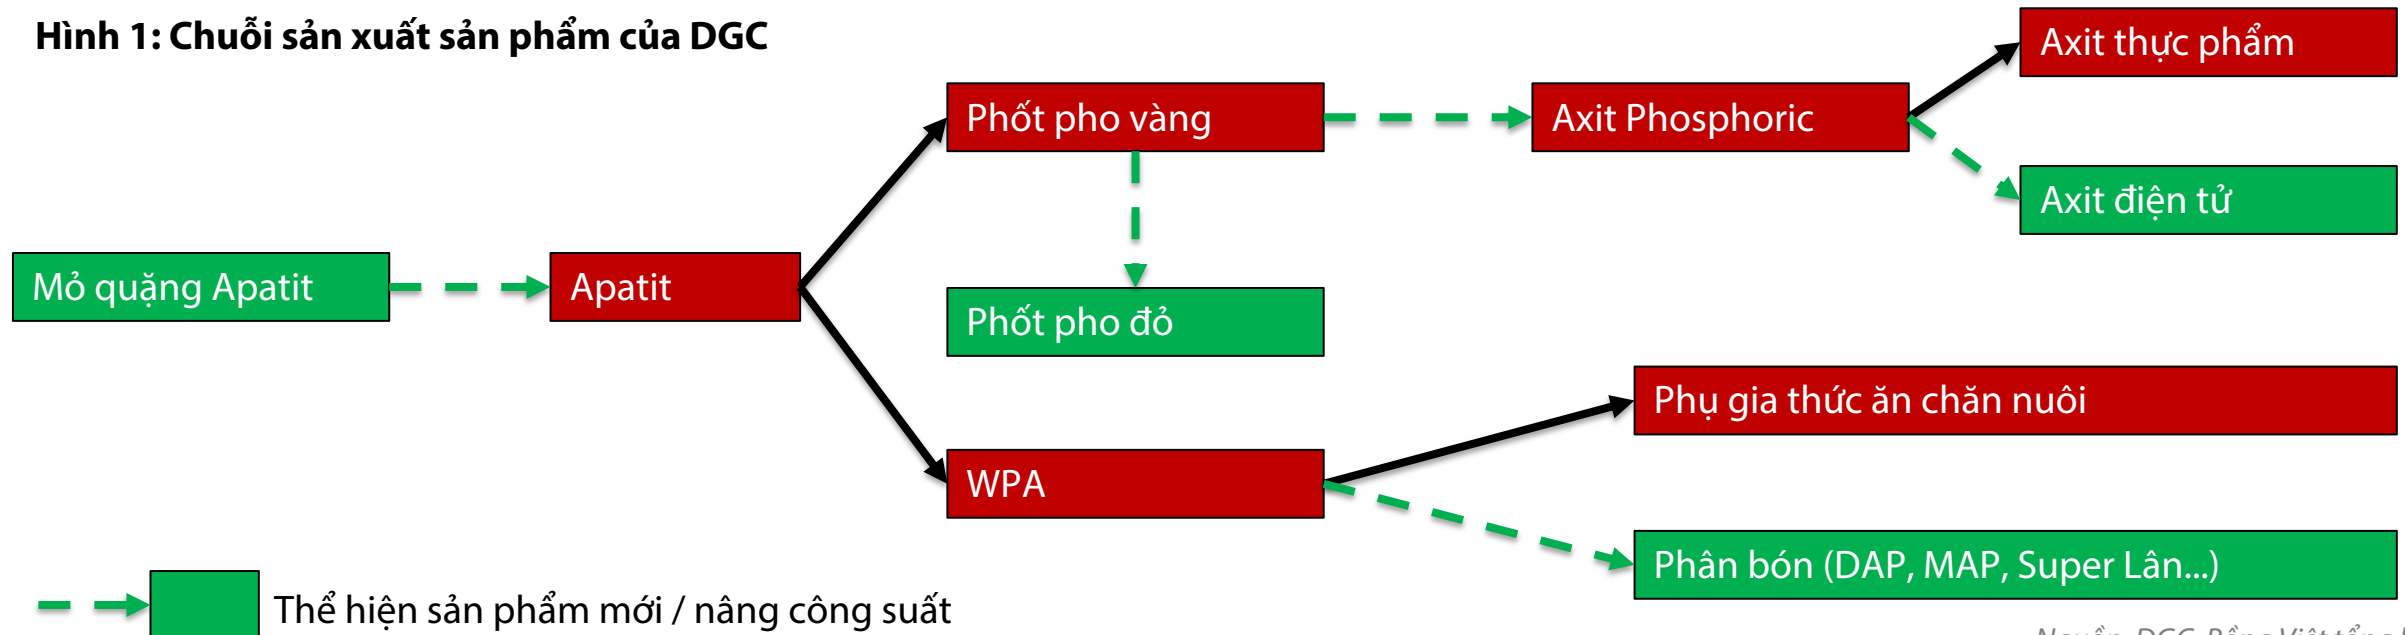 Hình 1: Chuỗi sản xuất sản phẩm của DGC
Axit thực phẩm
Phốt pho vàng
Axit Phosphoric
Axit điện tử
Mỏ quặng Apatit
Apatit
Phốt pho đỏ
Phụ gia thức ăn chăn nuôi
WPA
Phân bón (DAP, MAP, Super Lân...)
Thể hiện sản phẩm mới / nâng công suất